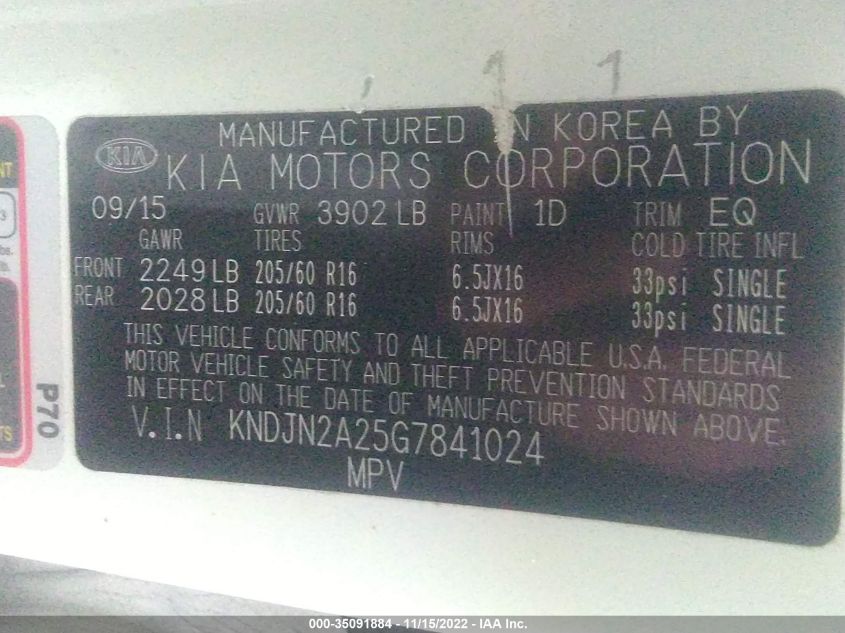 1 1
MANUFACTURED IN KOREA BY
KIA
KIA MOTORS CORPORATION
09/15 GVWR 3902 LB PAINT 1D TRIM EQ
GAWR TIRES RIMS COLD TIRE INFL
FRONT 2249 LB 205/60 R16 6.5JX16 33psi SINGLE
REAR 2028 LB 205/60 R16 6.5JX16 33psi SINGLE
THIS VEHICLE CONFORMS TO ALL APPLICABLE U.S.A. FEDERAL
MOTOR VEHICLE SAFETY AND THEFT PREVENTION STANDARDS
IN EFFECT ON THE DATE OF MANUFACTURE SHOWN ABOVE.
V.I.N KNDJN2A25G7841024
MPV
P70
000-35091884 - 11/15/2022 - IAA Inc.